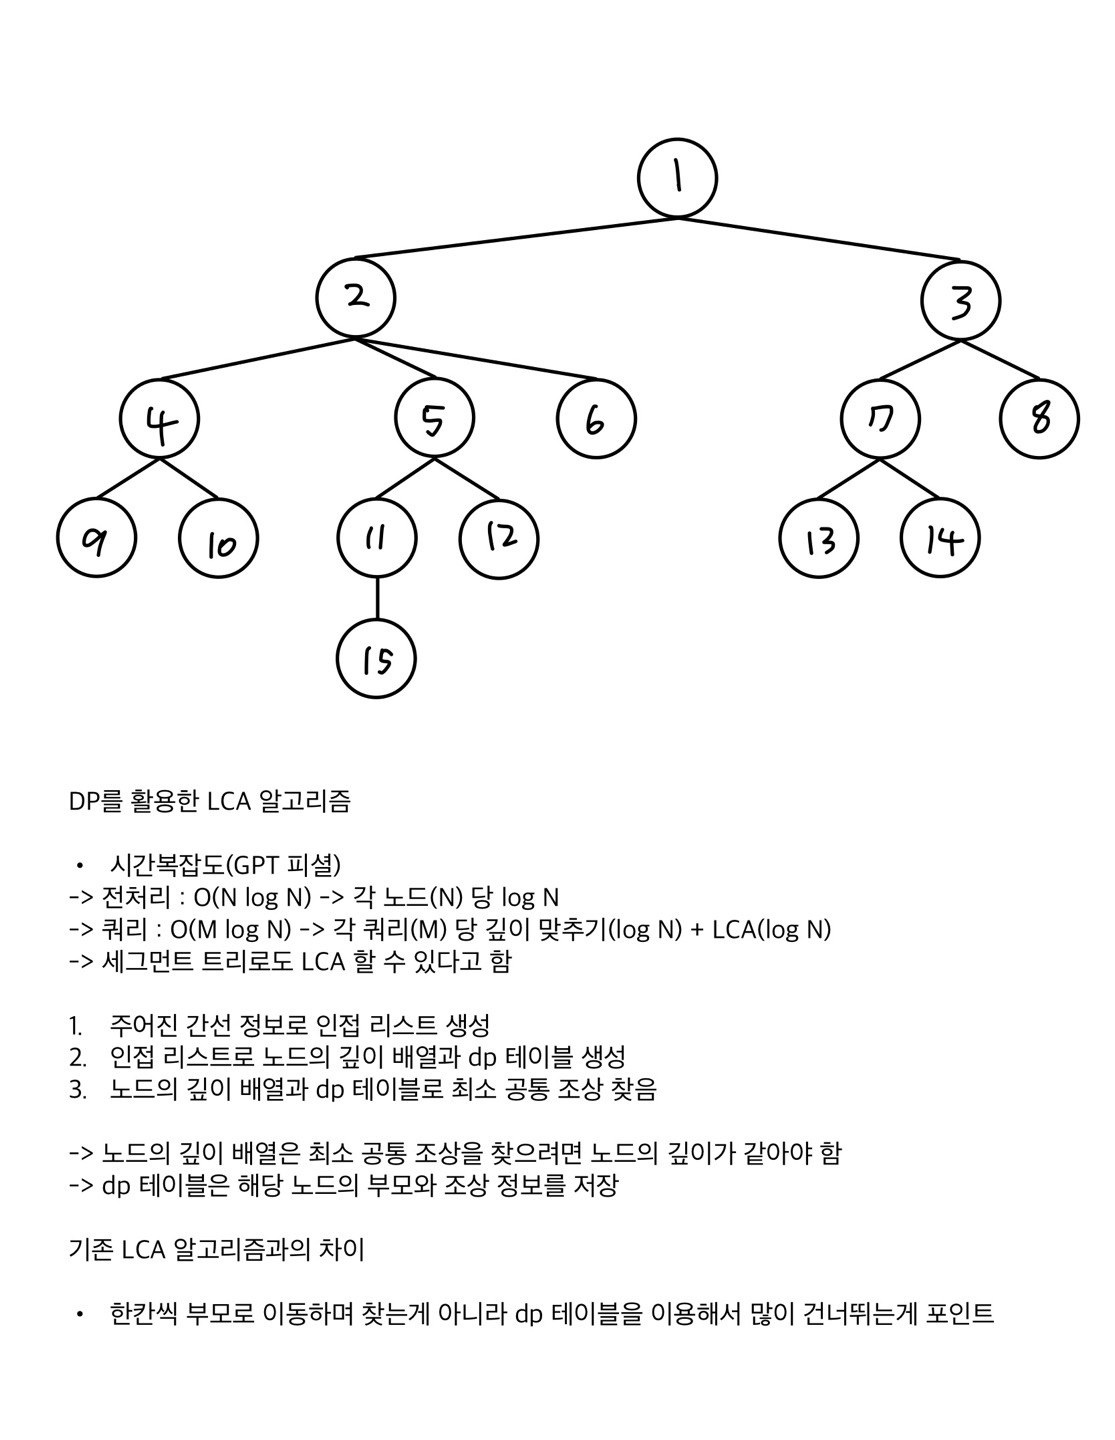 1
2
3
4
5
6
7
8
9
10
11
12
13
14
15
DP를 활용한 LCA 알고리즘
• 시간복잡도(GPT 피셜)
-> 전처리 : O(N log N) -> 각 노드(N) 당 log N
-> 쿼리 : O(M log N) -> 각 쿼리(M) 당 깊이 맞추기(log N) + LCA(log N)
-> 세그먼트 트리로도 LCA 할 수 있다고 함
1. 주어진 간선 정보로 인접 리스트 생성
2. 인접 리스트로 노드의 깊이 배열과 dp 테이블 생성
3. 노드의 깊이 배열과 dp 테이블로 최소 공통 조상 찾음
-> 노드의 깊이 배열은 최소 공통 조상을 찾으려면 노드의 깊이가 같아야 함
-> dp 테이블은 해당 노드의 부모와 조상 정보를 저장
기존 LCA 알고리즘과의 차이
• 한칸씩 부모로 이동하며 찾는게 아니라 dp 테이블을 이용해서 많이 건너뛰는게 포인트